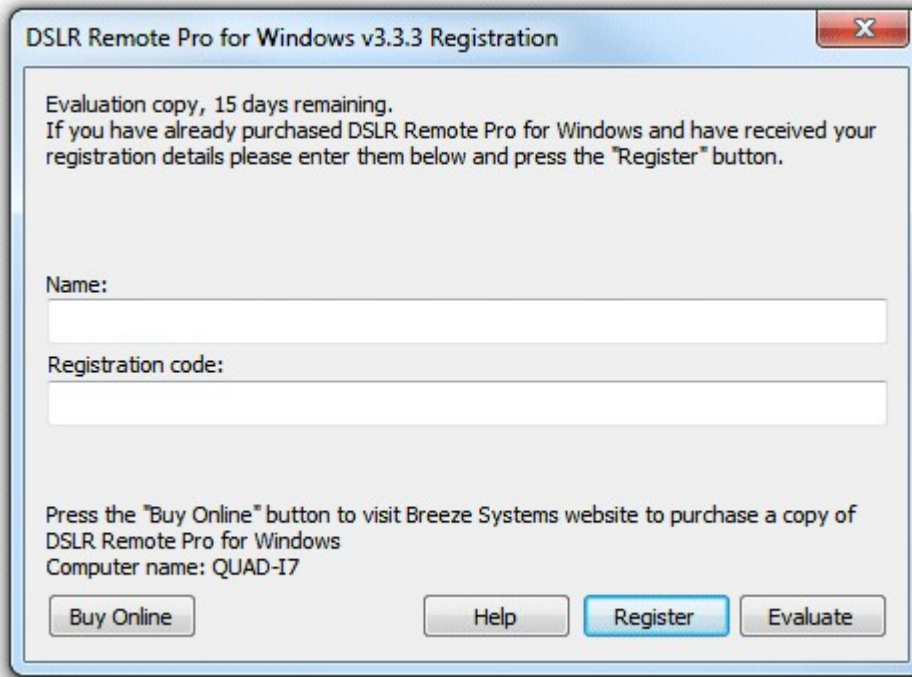 DSLR Remote Pro for Windows v3.3.3 Registration
Evaluation copy, 15 days remaining.
If you have already purchased DSLR Remote Pro for Windows and have received your
registration details please enter them below and press the "Register" button.
Name:
Registration code:
Press the "Buy Online" button to visit Breeze Systems website to purchase a copy of
DSLR Remote Pro for Windows
Computer name: QUAD-I7
Buy Online Help Register Evaluate